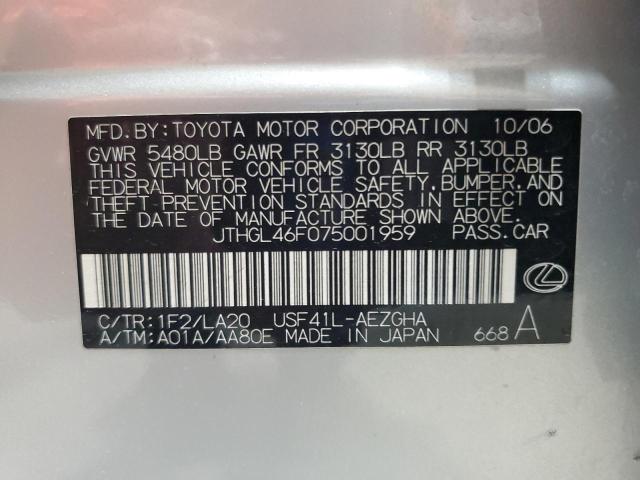 MFD.BY:TOYOTA MOTOR CORPORATION 10/06
GVWR 5480LB GAWR FR 3130LB RR 3130LB
THIS VEHICLE CONFORMS TO ALL APPLICABLE
FEDERAL MOTOR VEHICLE SAFETY,BUMPER,AND
THEFT PREVENTION STANDARDS IN EFFECT ON
THE DATE OF MANUFACTURE SHOWN ABOVE.
JTHGL46F075001959 PASS.CAR
C/TR:1F2/LA20 USF41L-AEZGHA
A/TM:A01A/AA80E MADE IN JAPAN 668 A